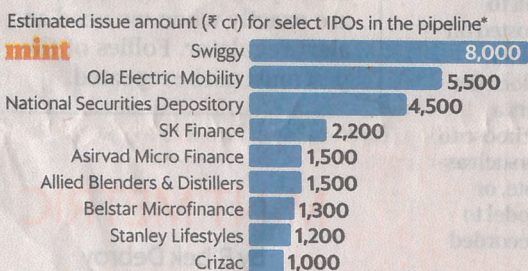 Estimated issue amount (₹ cr) for select IPOs in the pipeline*
mint
Swiggy 8,000
Ola Electric Mobility 5,500
National Securities Depository 4,500
SK Finance 2,200
Asirvad Micro Finance 1,500
Allied Blenders & Distillers 1,500
Belstar Microfinance 1,300
Stanley Lifestyles 1,200
Crizac 1,000